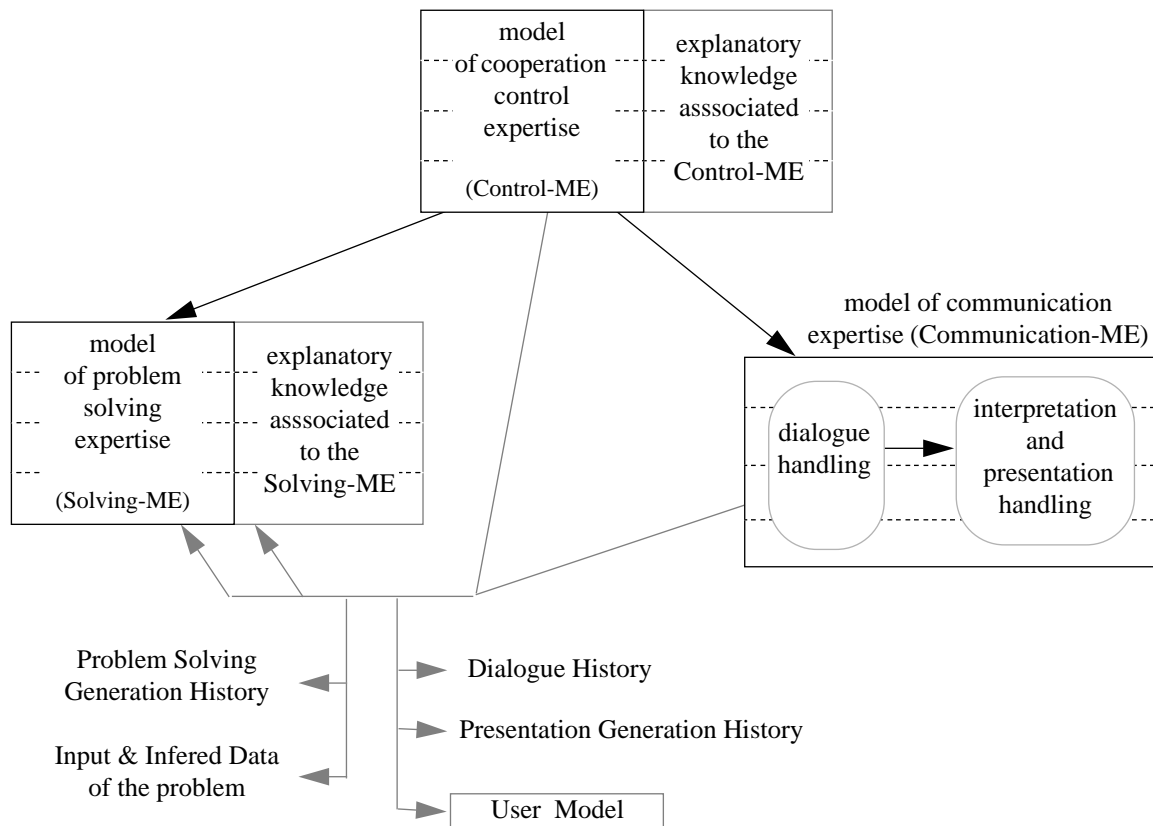 model
of cooperation
control
expertise
(Control-ME)
explanatory
knowledge
asssociated
to the
Control-ME
model of communication
expertise (Communication-ME)
model
of problem
solving
expertise
(Solving-ME)
explanatory
knowledge
asssociated
to the
Solving-ME
dialogue
handling
interpretation
and
presentation
handling
Problem Solving
Generation History
Input & Infered Data
of the problem
Dialogue History
Presentation Generation History
User Model